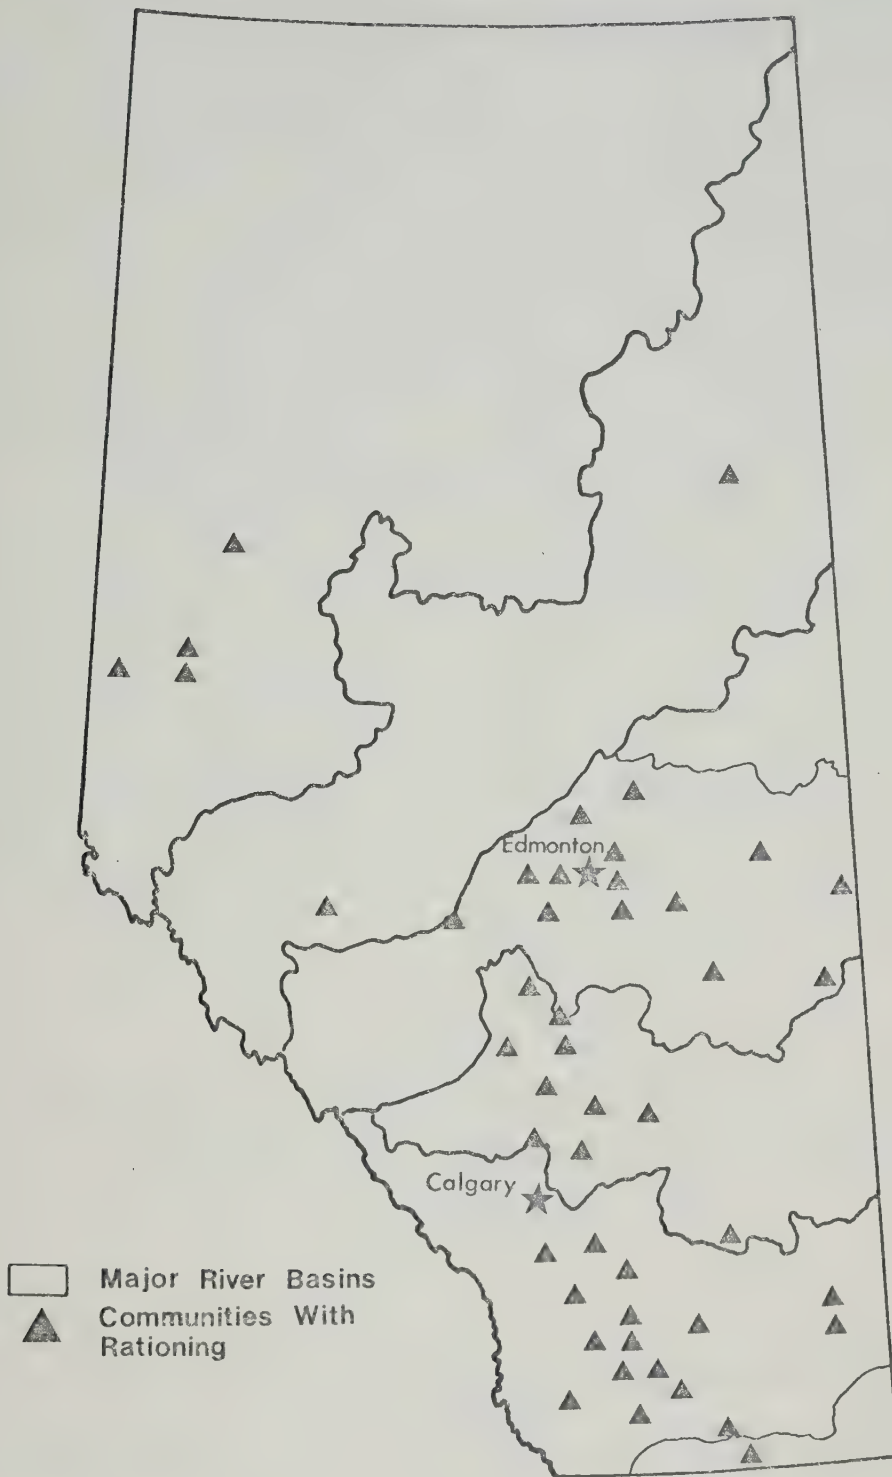 Edmonton
Calgary
Major River Basins
Communities With
Rationing